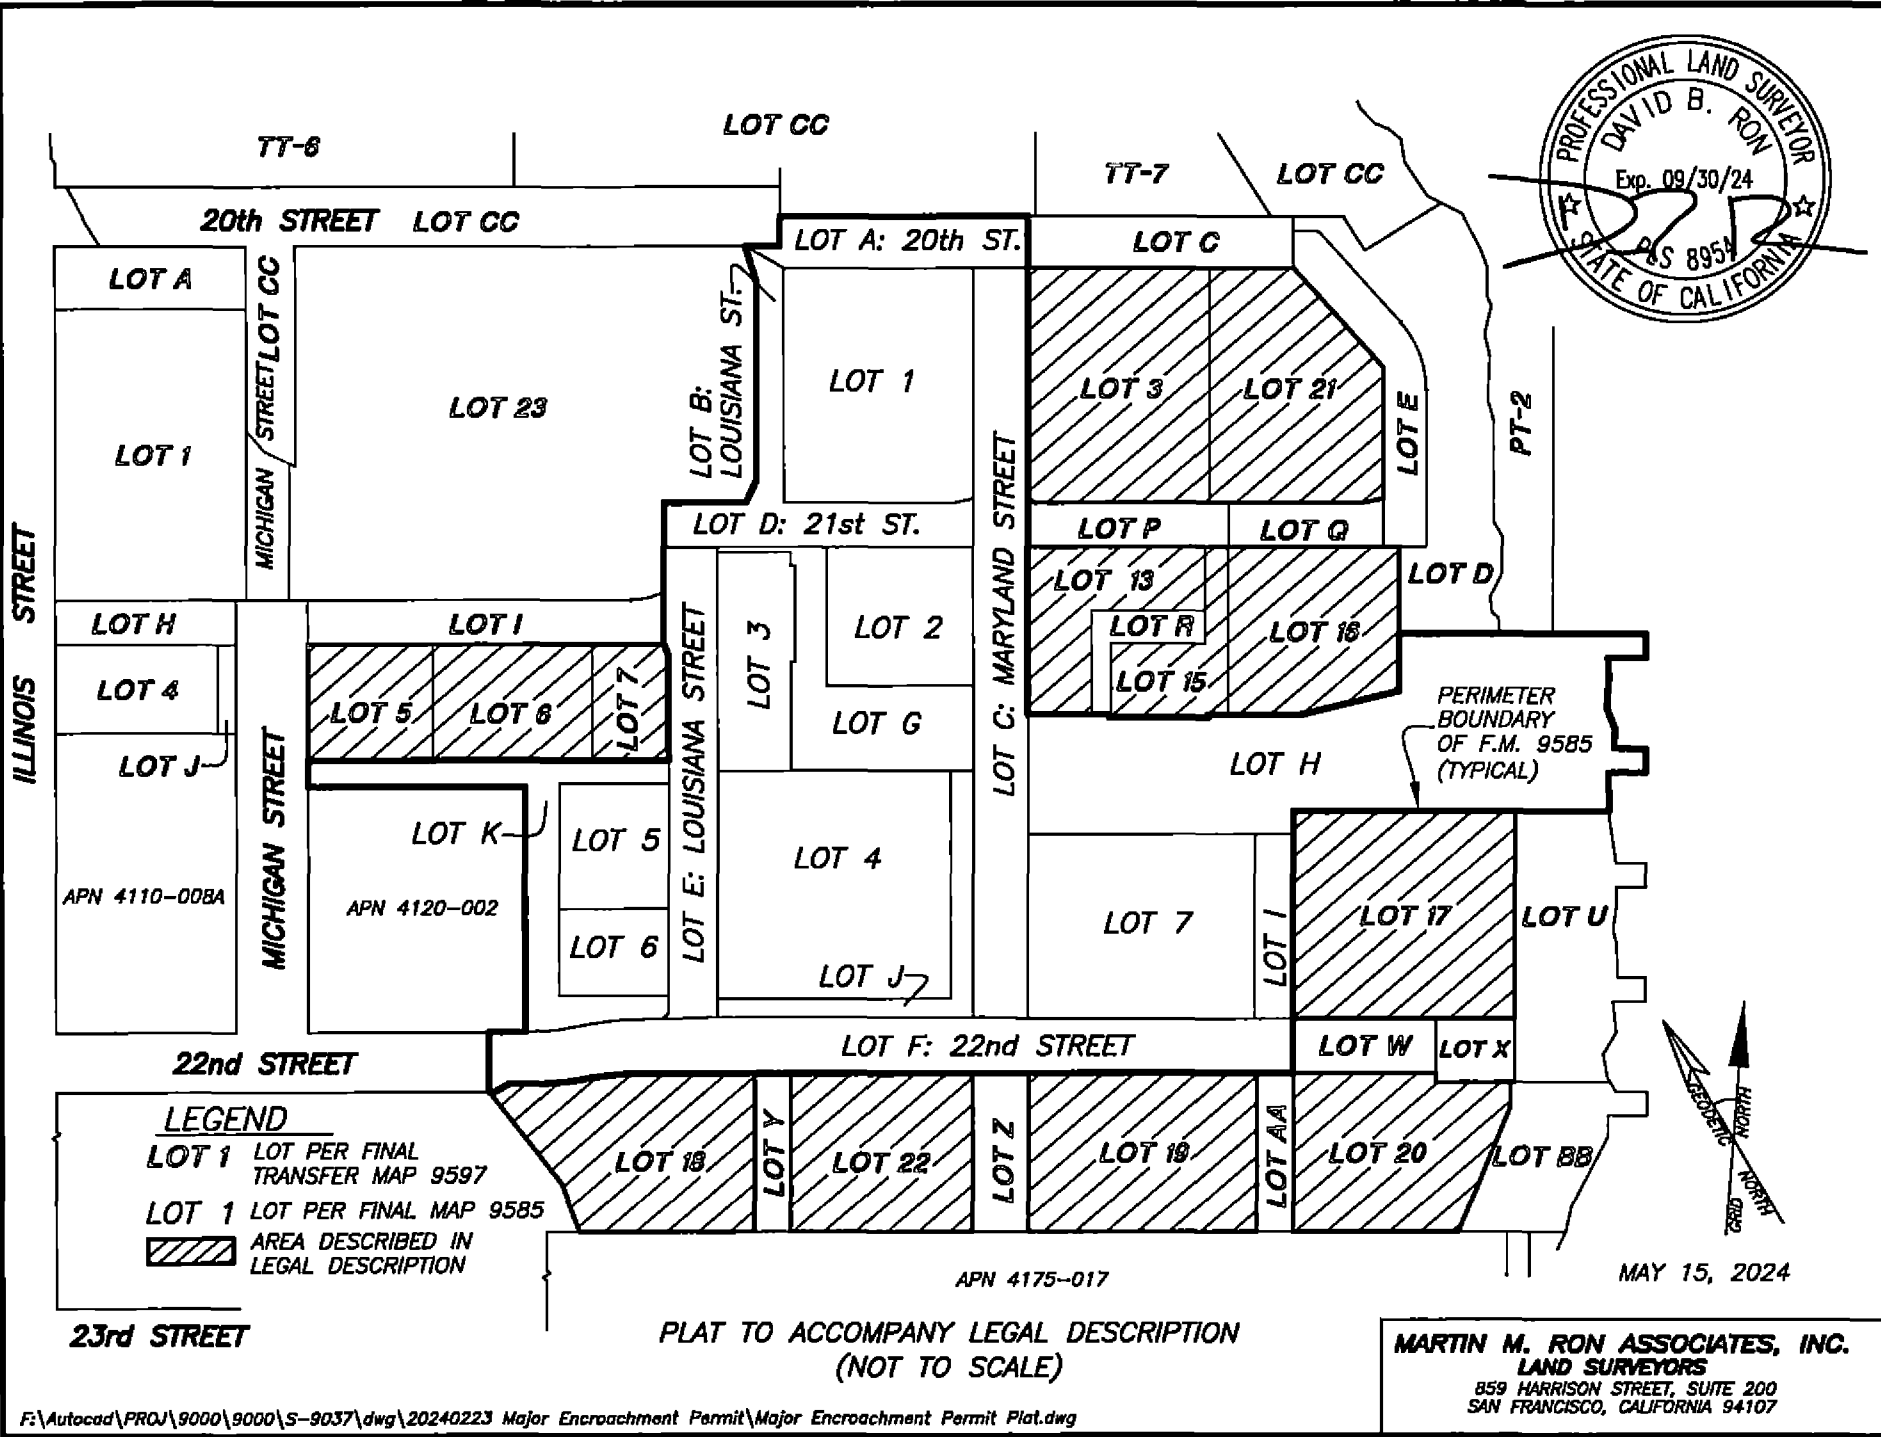 PROFESSIONAL LAND SURVEYOR
DAVID B. RON
Exp. 09/30/24
PLS 8954
STATE OF CALIFORNIA
TT-6
LOT CC
TT-7
LOT CC
20th STREET LOT CC
LOT A: 20th ST.
LOT C
LOT A
MICHIGAN STREET LOT CC
LOT B:
LOUISIANA ST.
LOT 1
LOT 23
LOT 1
LOT 3
LOT 21
LOT E
PT-2
ILLINOIS STREET
LOT D: 21st ST.
LOT C: MARYLAND STREET
LOT P
LOT Q
LOT 13
LOT D
LOT H
LOT I
LOT 3
LOT 2
LOT R
LOT 16
LOT 4
LOT 5
LOT 6
LOT 7
LOT E: LOUISIANA STREET
LOT G
LOT 15
PERIMETER
BOUNDARY
OF F.M. 9585
(TYPICAL)
LOT J
MICHIGAN STREET
LOT H
LOT K
LOT 5
LOT 4
APN 4110-008A
APN 4120-002
LOT 6
LOT J
LOT 7
LOT I
LOT 17
LOT U
22nd STREET
LOT F: 22nd STREET
LOT W
LOT X
LOT 18
LOT Y
LOT 22
LOT Z
LOT 19
LOT AA
LOT 20
LOT BB
GEODETIC NORTH
GRID NORTH
LEGEND
LOT 1 LOT PER FINAL
TRANSFER MAP 9597
LOT 1 LOT PER FINAL MAP 9585
AREA DESCRIBED IN
LEGAL DESCRIPTION
APN 4175-017
MAY 15, 2024
23rd STREET
PLAT TO ACCOMPANY LEGAL DESCRIPTION
(NOT TO SCALE)
MARTIN M. RON ASSOCIATES, INC.
LAND SURVEYORS
859 HARRISON STREET, SUITE 200
SAN FRANCISCO, CALIFORNIA 94107
F:\Autocad\PROJ\9000\9000\S-9037\dwg\20240223 Major Encroachment Permit\Major Encroachment Permit Plat.dwg